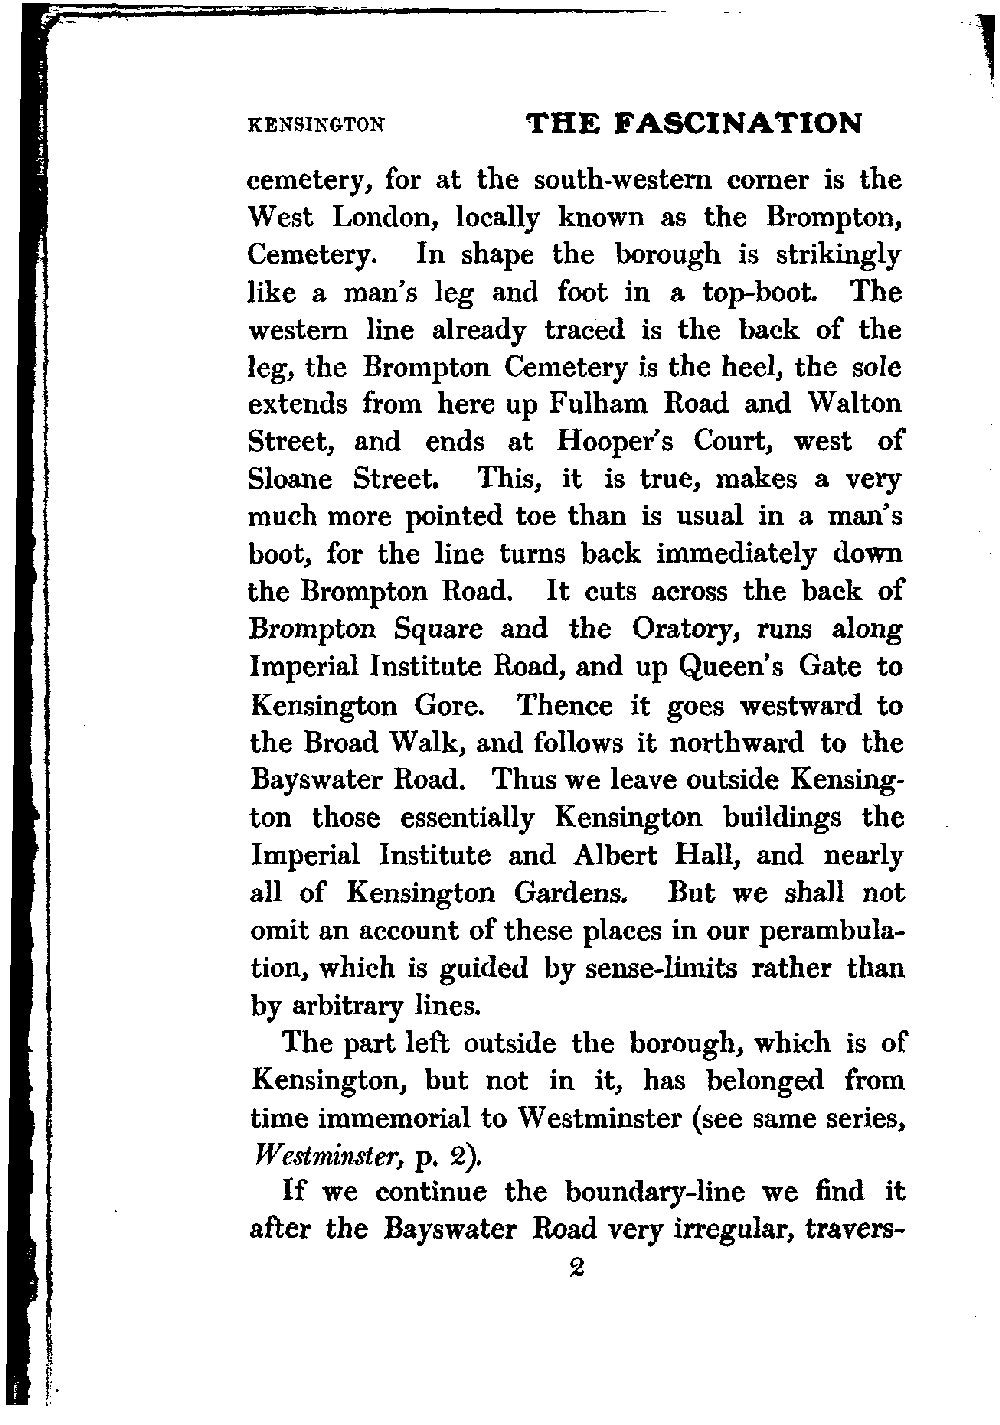 KENSINGTON THE FASCINATION
cemetery, for at the south-western corner is the
West London, locally known as the Brompton,
Cemetery. In shape the borough is strikingly
like a man's leg and foot in a top-boot. The
western line already traced is the back of the
leg, the Brompton Cemetery is the heel, the sole
extends from here up Fulham Road and Walton
Street, and ends at Hooper's Court, west of
Sloane Street. This, it is true, makes a very
much more pointed toe than is usual in a man's
boot, for the line turns back immediately down
the Brompton Road. It cuts across the back of
Brompton Square and the Oratory, runs along
Imperial Institute Road, and up Queen's Gate to
Kensington Gore. Thence it goes westward to
the Broad Walk, and follows it northward to the
Bayswater Road. Thus we leave outside Kensing-
ton those essentially Kensington buildings the
Imperial Institute and Albert Hall, and nearly
all of Kensington Gardens. But we shall not
omit an account of these places in our perambula-
tion, which is guided by sense-limits rather than
by arbitrary lines.
The part left outside the borough, which is of
Kensington, but not in it, has belonged from
time immemorial to Westminster (see same series,
Westminster, p. 2).
If we continue the boundary-line we find it
after the Bayswater Road very irregular, travers-
2